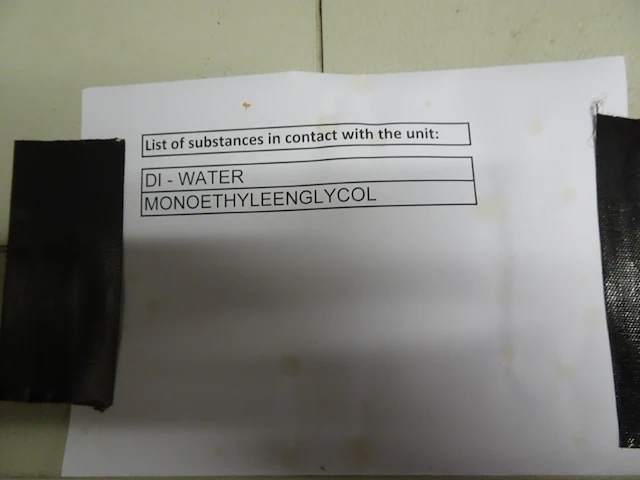 List of substances in contact with the unit:
DI - WATER
MONOETHYLEENGLYCOL